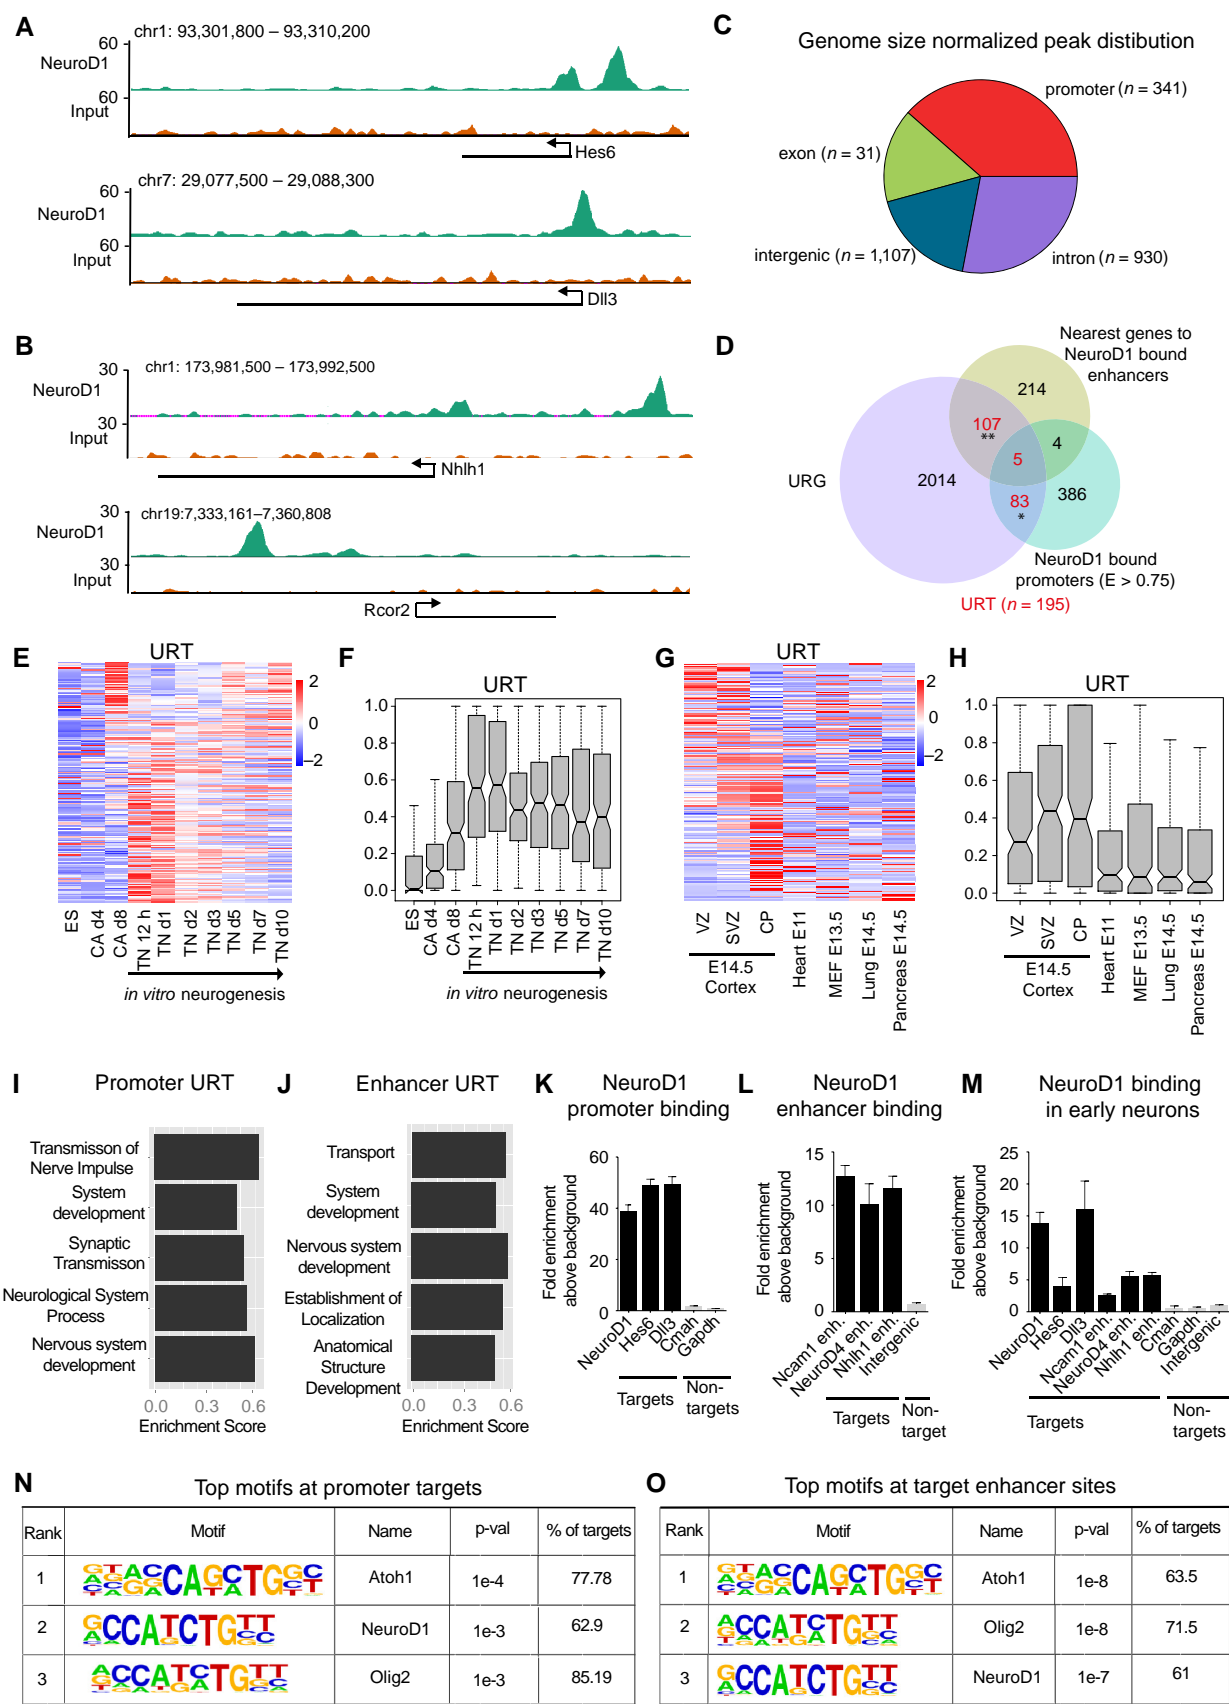 A
chr1: 93,301,800 – 93,310,200
60
NeuroD1
60
Input
Hes6
chr7: 29,077,500 – 29,088,300
60
NeuroD1
60
Input
Dll3
B
30
chr1: 173,981,500 – 173,992,500
NeuroD1
30
Input
Nhlh1
30
chr19:7,333,161–7,360,808
NeuroD1
30
Input
Rcor2
C
Genome size normalized peak distibution
promoter (n = 341)
exon (n = 31)
intergenic (n = 1,107)
intron (n = 930)
D
Nearest genes to
NeuroD1 bound
enhancers
214
107
**
4
5
URG
2014
83
*
386
NeuroD1 bound
promoters (E > 0.75)
URT (n = 195)
E
URT
2
0
–2
ES
CA d4
CA d8
TN 12 h
TN d1
TN d2
TN d3
TN d5
TN d7
TN d10
in vitro neurogenesis
F
URT
1.0
0.8
0.6
0.4
0.2
0.0
ES
CA d4
CA d8
TN 12 h
TN d1
TN d2
TN d3
TN d5
TN d7
TN d10
in vitro neurogenesis
G
URT
2
0
–2
VZ
SVZ
CP
Heart E11
MEF E13.5
Lung E14.5
Pancreas E14.5
E14.5
Cortex
H
URT
1.0
0.8
0.6
0.4
0.2
0.0
VZ
SVZ
CP
Heart E11
MEF E13.5
Lung E14.5
Pancreas E14.5
E14.5
Cortex
I
Promoter URT
Transmisson of
Nerve Impulse
System
development
Synaptic
Transmisson
Neurological System
Process
Nervous system
development
0.0
0.3
0.6
Enrichment Score
J
Enhancer URT
Transport
System
development
Nervous system
development
Establishment of
Localization
Anatomical
Structure
Development
0.0
0.3
0.6
Enrichment Score
K
NeuroD1
promoter binding
Fold enrichment
above background
60
40
20
0
NeuroD1
Hes6
Dll3
Cmah
Gapdh
Targets
Non-
targets
L
NeuroD1
enhancer binding
Fold enrichment
above background
15
10
5
0
Ncam1 enh.
NeuroD4 enh.
Nhlh1 enh.
Intergenic
Targets
Non-
target
M
NeuroD1 binding
in early neurons
Fold enrichment
above background
25
20
15
10
5
0
NeuroD1
Hes6
Dll3
Ncam1 enh.
NeuroD4 enh.
Nhlh1 enh.
Cmah
Gapdh
Intergenic
Targets
Non-
targets
N
Top motifs at promoter targets
Rank Motif Name p-val % of targets
1 Atoh1 1e-4 77.78
2 GCCATCTGTT NeuroD1 1e-3 62.9
3 Olig2 1e-3 85.19
O
Top motifs at target enhancer sites
Rank Motif Name p-val % of targets
1 Atoh1 1e-8 63.5
2 Olig2 1e-8 71.5
3 GCCATCTGTT NeuroD1 1e-7 61